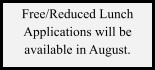 Free/Reduced Lunch
Applications will be
available in August.